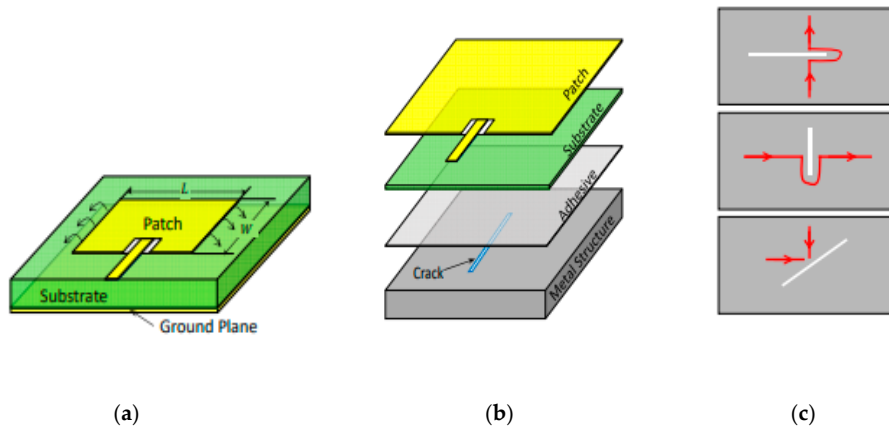 L
Patch
W
Substrate
Ground Plane
Patch
Substrate
Adhesive
Crack
Metal Structure
(a)
(b)
(c)